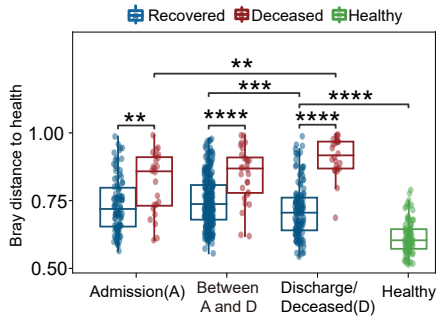 Recovered Deceased Healthy
**
***
****
** **** ****
Bray distance to health
1.00
0.75
0.50
Admission(A) Between A and D Discharge/ Deceased(D) Healthy